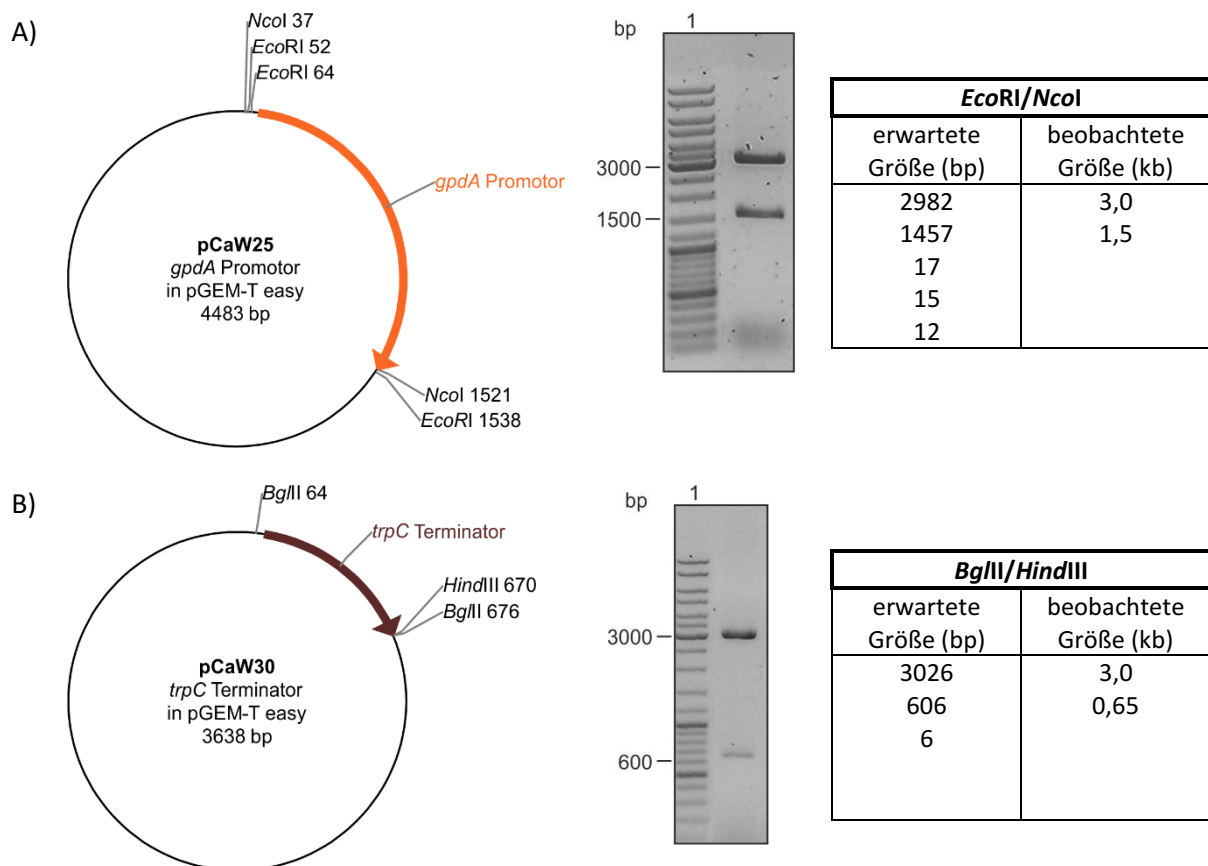 A)
NcoI 37
EcoRI 52
EcoRI 64
gpdA Promotor
pCaW25
gpdA Promotor
in pGEM-T easy
4483 bp
NcoI 1521
EcoRI 1538
bp
1
3000
1500
EcoRI/NcoI
erwartete Größe (bp)
beobachtete Größe (kb)
2982 3,0
1457 1,5
17
15
12
B)
BglII 64
trpC Terminator
HindIII 670
BglII 676
pCaW30
trpC Terminator
in pGEM-T easy
3638 bp
bp
1
3000
600
BglII/HindIII
erwartete Größe (bp)
beobachtete Größe (kb)
3026 3,0
606 0,65
6